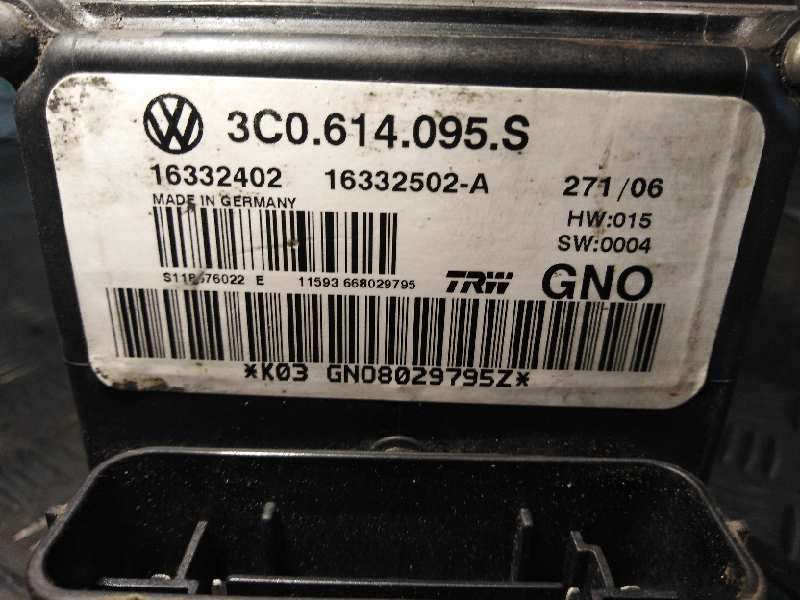 3C0.614.095.S
16332402 16332502-A 271/06
MADE IN GERMANY
HW:015
SW:0004
E 11593 668029795 TRW GNO
*K03 GNO8029795Z*